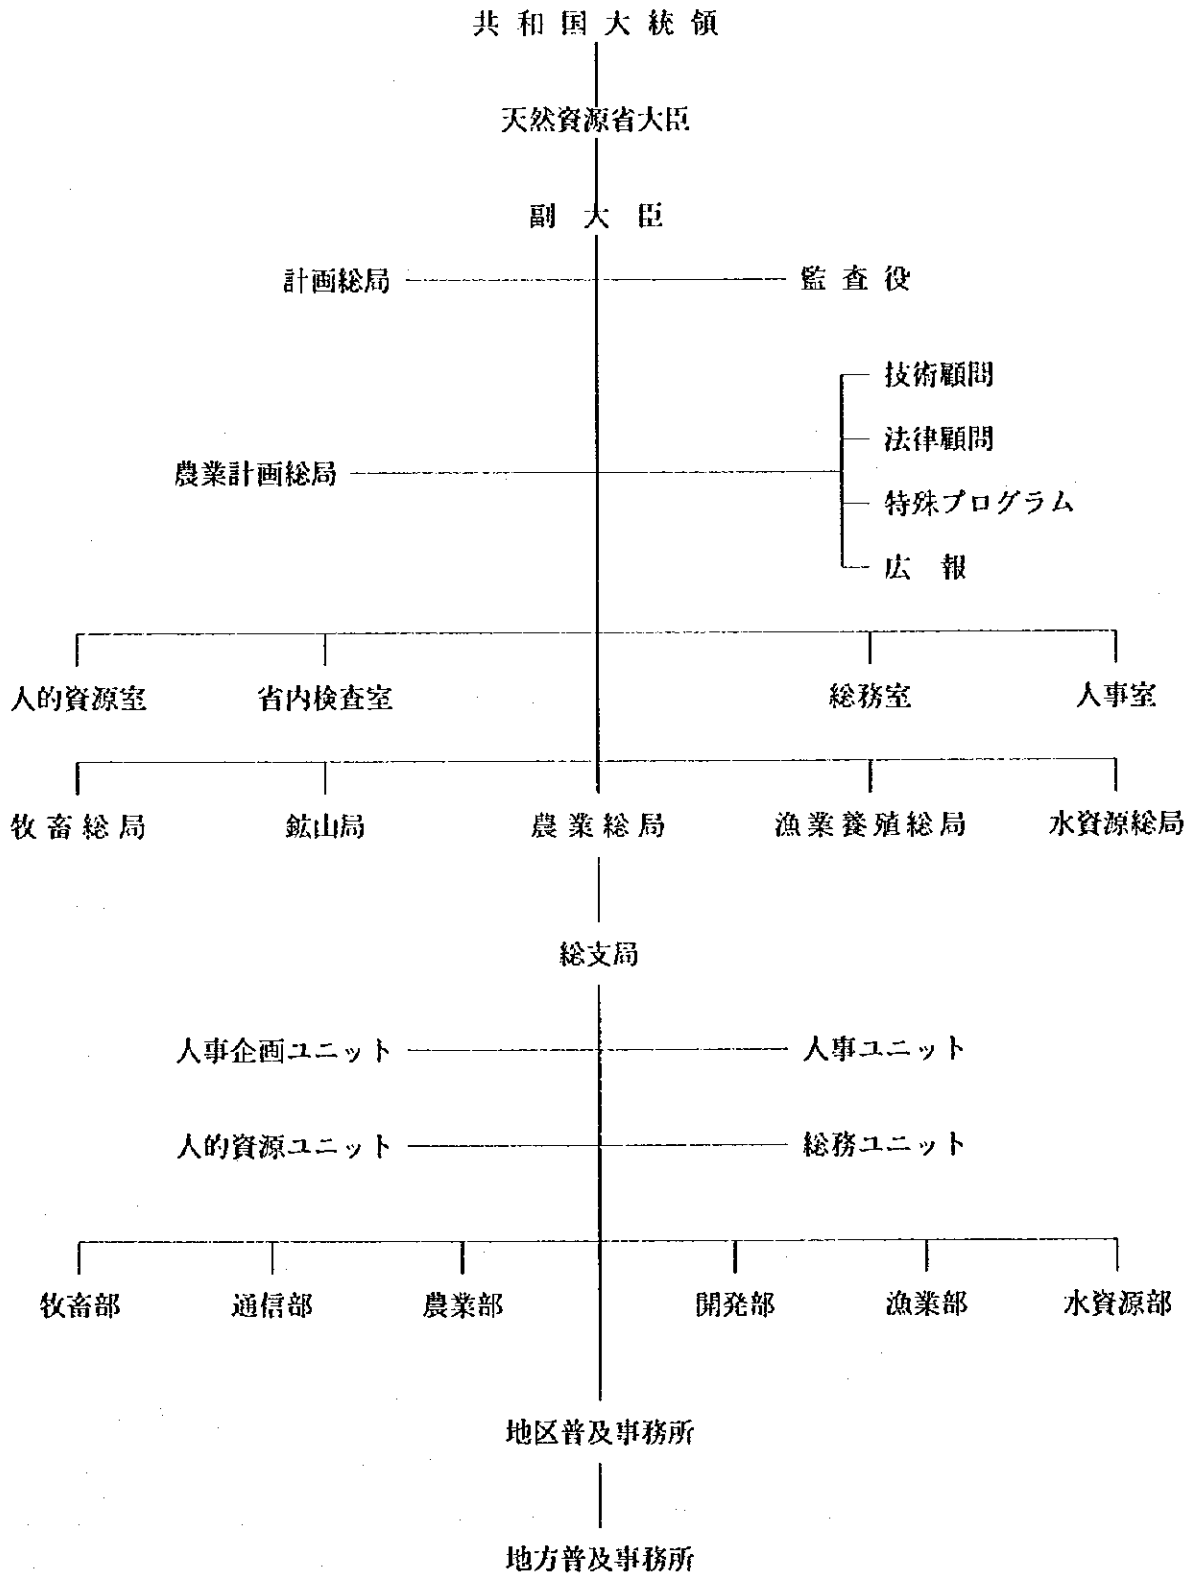 共和国大統領
天然資源省大臣
副大臣
計画総局 監査役
技術顧問
法律顧問
農業計画総局
特殊プログラム
広報
人的資源室 省内検査室 総務室 人事室
牧畜総局 鉱山局 農業総局 漁業養殖総局 水資源総局
総支局
人事企画ユニット 人事ユニット
人的資源ユニット 総務ユニット
牧畜部 通信部 農業部 開発部 漁業部 水資源部
地区普及事務所
地方普及事務所